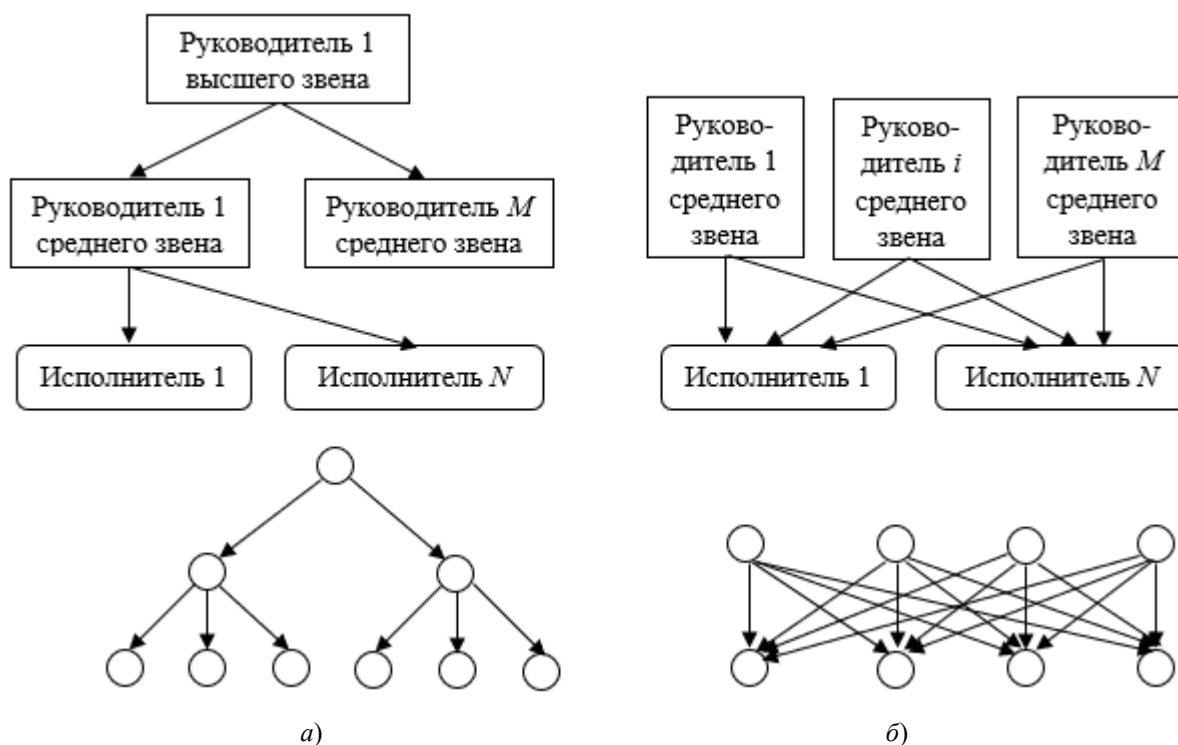 Руководитель 1
высшего звена
Руководитель 1
среднего звена
Руководитель M
среднего звена
Исполнитель 1
Исполнитель N
а)
Руково-
дитель 1
среднего
звена
Руково-
дитель i
среднего
звена
Руково-
дитель M
среднего
звена
Исполнитель 1
Исполнитель N
б)